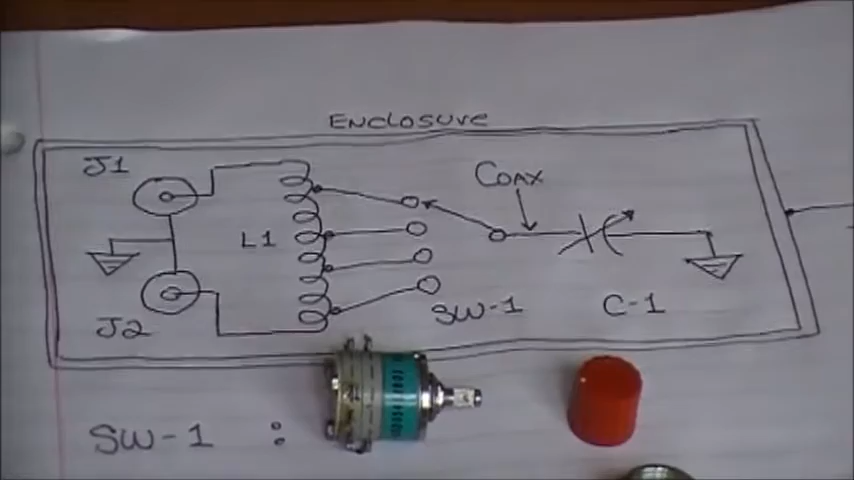 ENCLOSURE
J1
COAX
L1
J2
SW-1
C-1
SW-1 :